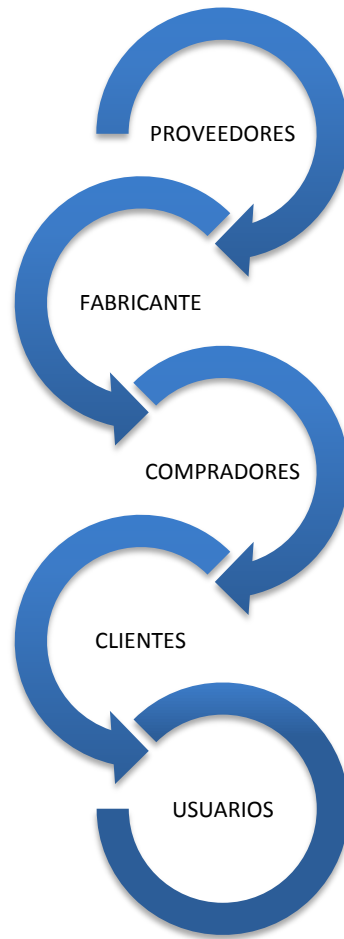 PROVEEDORES
FABRICANTE
COMPRADORES
CLIENTES
USUARIOS